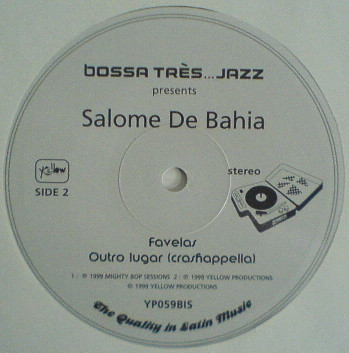 bOSSA TRÈS...JAZZ
presents
Salome De Bahia
yellow
stereo
SIDE 2
Favelas
Outro lugar (crashappella)
1 / ℗ 1999 MIGHTY BOP SESSIONS 2 / ℗ 1999 YELLOW PRODUCTIONS
© 1999 YELLOW PRODUCTIONS
YP059BIS
The Quality in Latin Music